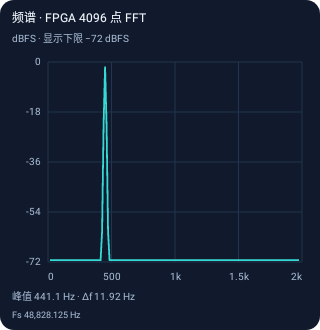 频谱 · FPGA 4096 点 FFT
dBFS · 显示下限 −72 dBFS
0
-18
-36
-54
-72
0 500 1k 1.5k 2k
峰值 441.1 Hz · Δf 11.92 Hz
Fs 48,828.125 Hz